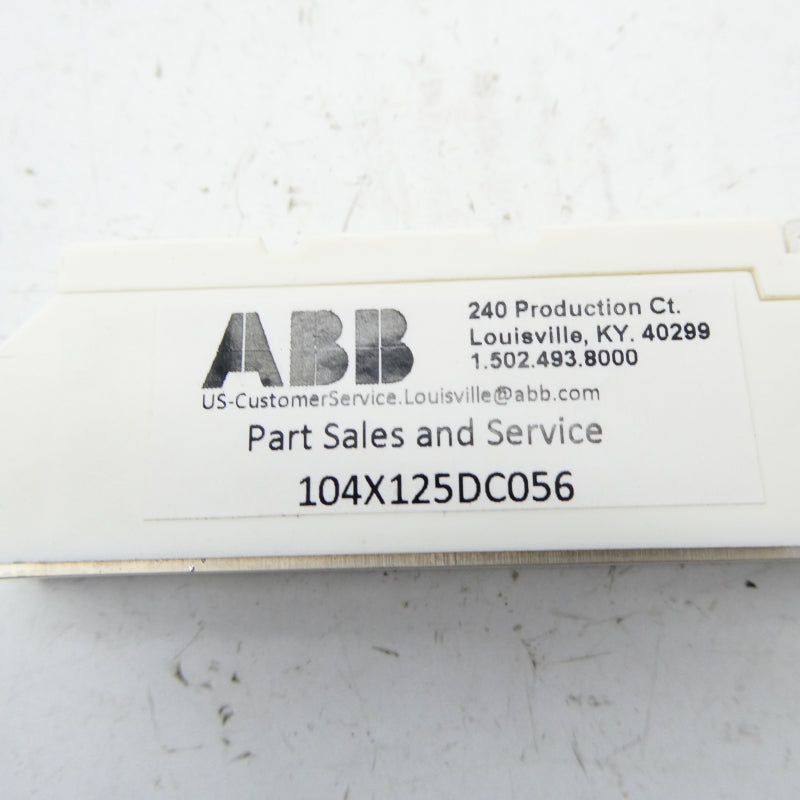 ABB
240 Production Ct.
Louisville, KY. 40299
1.502.493.8000
US-CustomerService.Louisville@abb.com
Part Sales and Service
104X125DC056